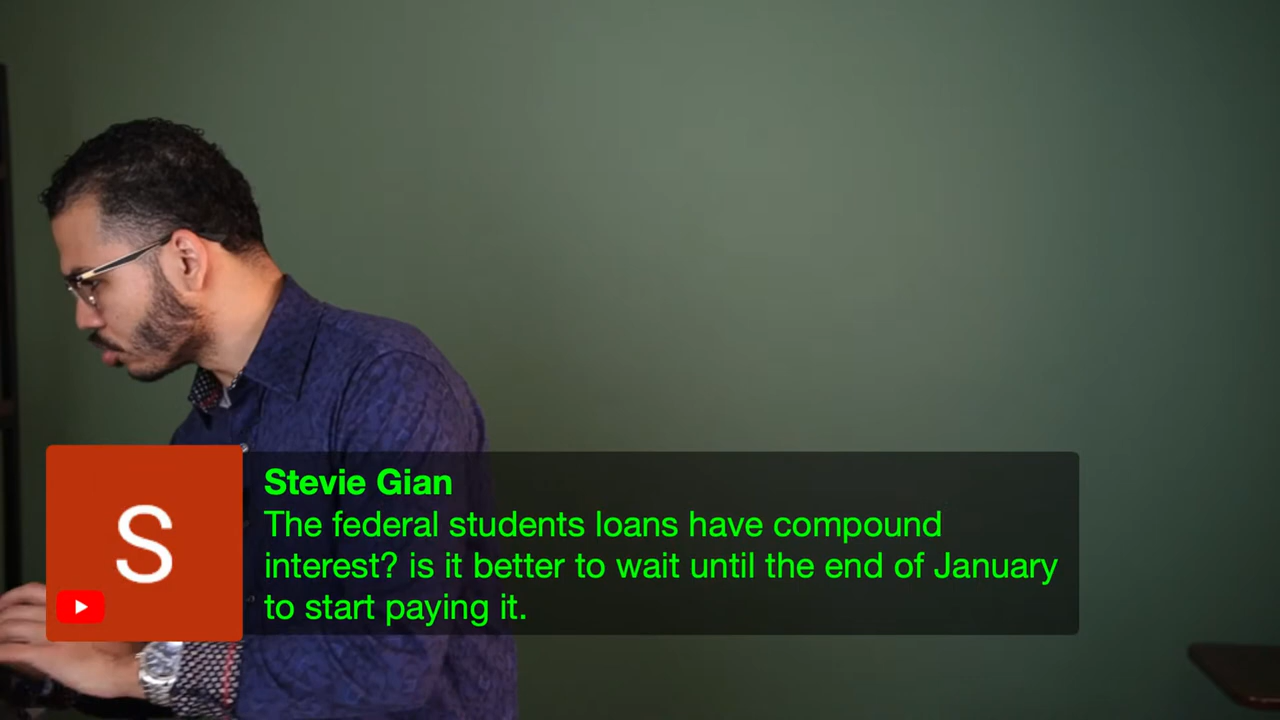 Stevie Gian
The federal students loans have compound
interest? is it better to wait until the end of January
to start paying it.
S